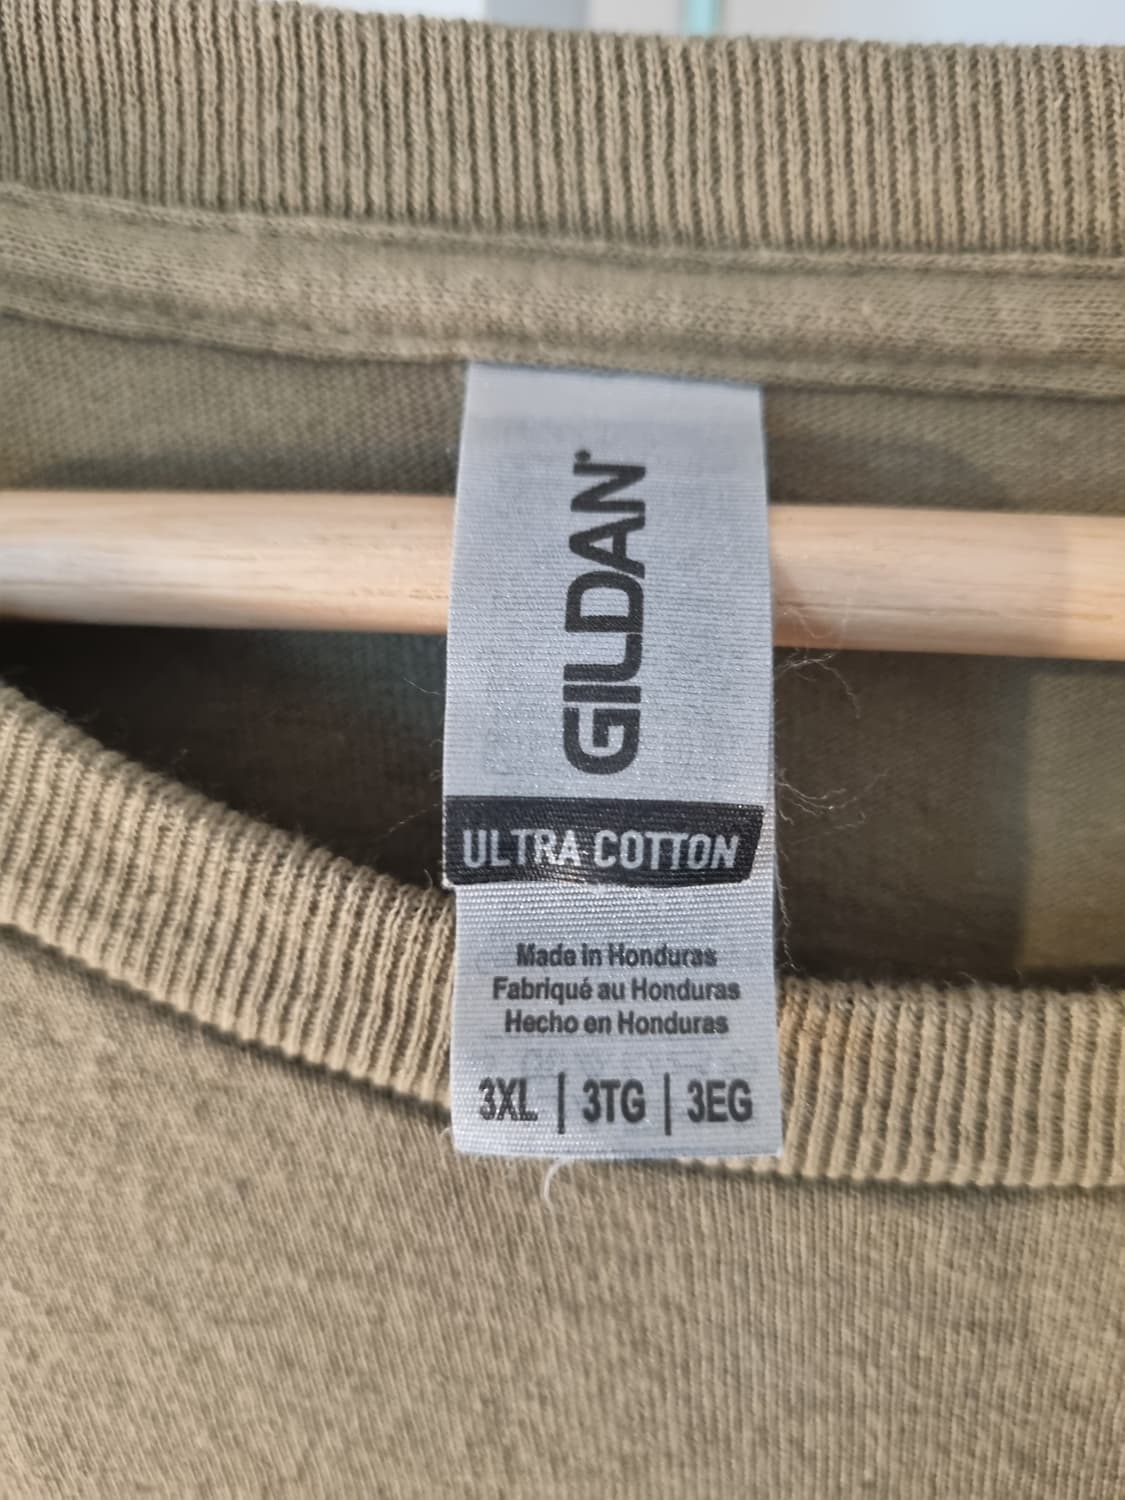 GILDAN
ULTRA COTTON
Made in Honduras
Fabriqué au Honduras
Hecho en Honduras
3XL | 3TG | 3EG